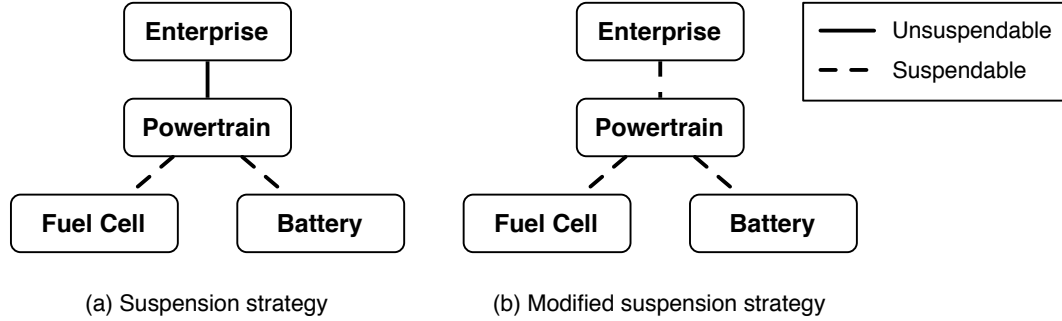 Enterprise
Powertrain
Fuel Cell
Battery
(a) Suspension strategy
Enterprise
Powertrain
Fuel Cell
Battery
(b) Modified suspension strategy
Unsuspendable
Suspendable